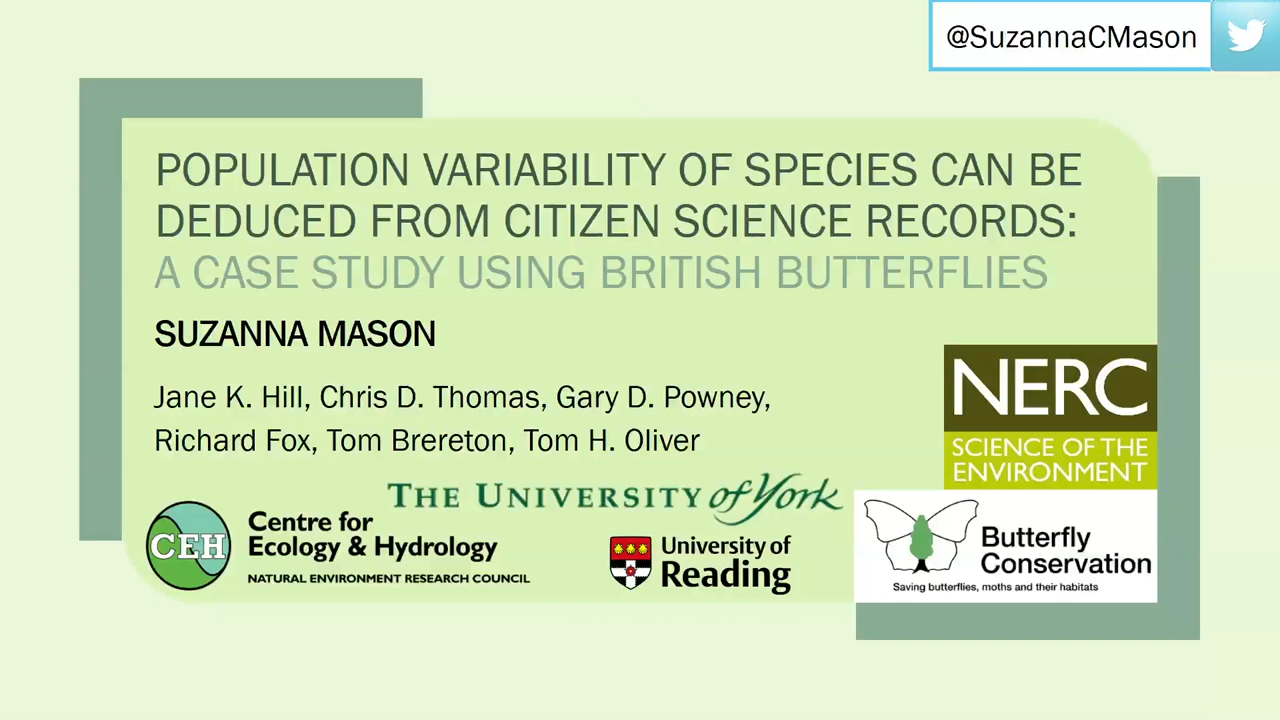 @SuzannaCMason
POPULATION VARIABILITY OF SPECIES CAN BE
DEDUCED FROM CITIZEN SCIENCE RECORDS:
A CASE STUDY USING BRITISH BUTTERFLIES
SUZANNA MASON
Jane K. Hill, Chris D. Thomas, Gary D. Powney,
Richard Fox, Tom Brereton, Tom H. Oliver
NERC
SCIENCE OF THE
ENVIRONMENT
THE UNIVERSITY of York
CEH
Centre for
Ecology & Hydrology
NATURAL ENVIRONMENT RESEARCH COUNCIL
University of
Reading
Butterfly
Conservation
Saving butterflies, moths and their habitats